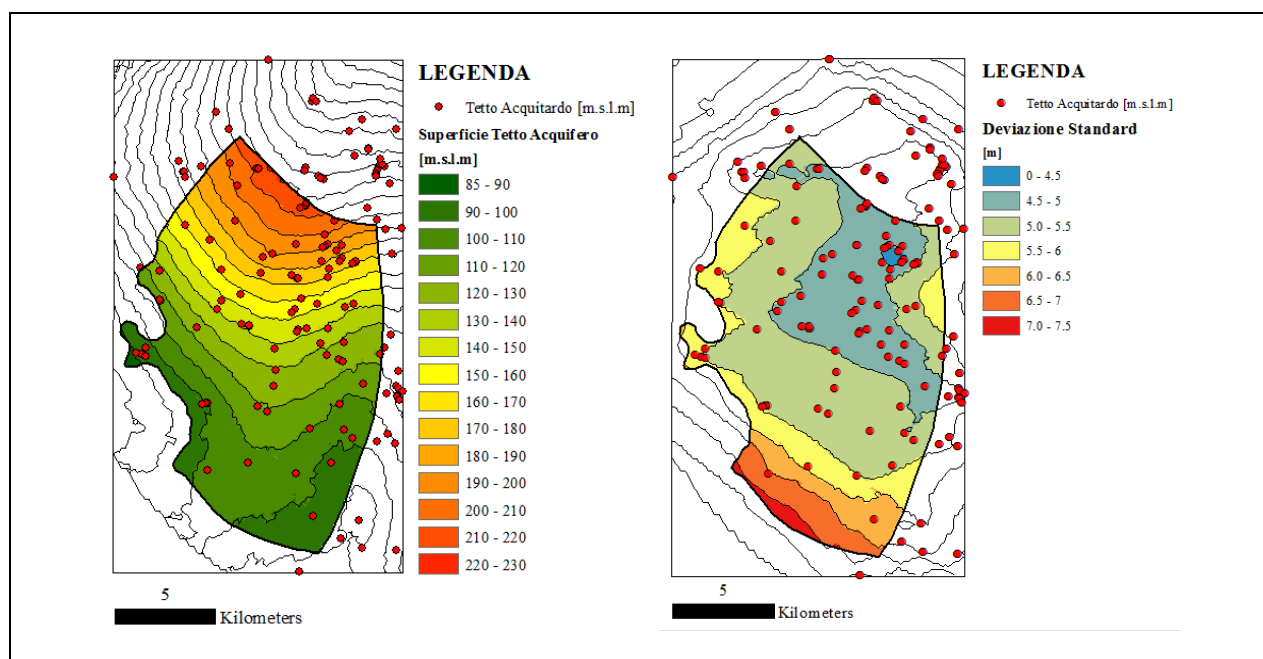 LEGENDA
Tetto Acquitardo [m.s.l.m]
Superficie Tetto Acquifero
[m.s.l.m]
85 - 90
90 - 100
100 - 110
110 - 120
120 - 130
130 - 140
140 - 150
150 - 160
160 - 170
170 - 180
180 - 190
190 - 200
200 - 210
210 - 220
220 - 230
5
Kilometers
LEGENDA
Tetto Acquitardo [m.s.l.m]
Deviazione Standard
[m]
0 - 4.5
4.5 - 5
5.0 - 5.5
5.5 - 6
6.0 - 6.5
6.5 - 7
7.0 - 7.5
5
Kilometers